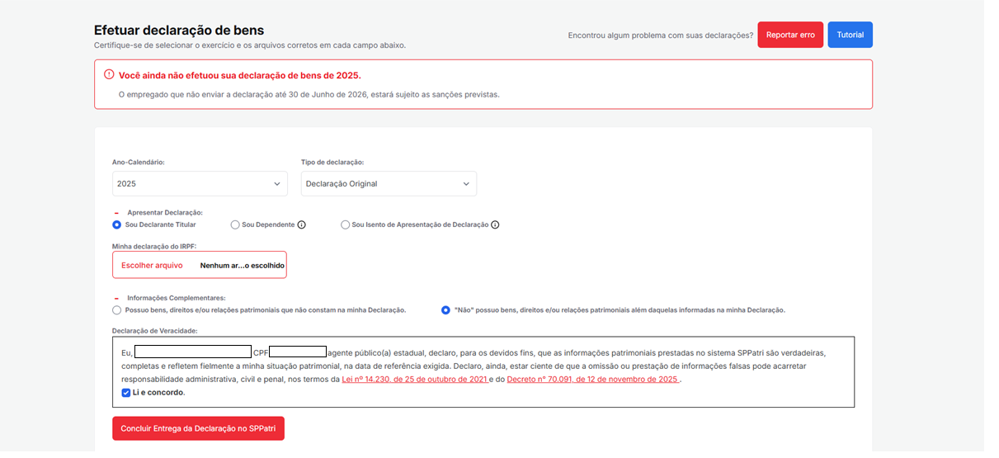 Efetuar declaração de bens
Certifique-se de selecionar o exercício e os arquivos corretos em cada campo abaixo.
Encontrou algum problema com suas declarações?
Reportar erro
Tutorial
Você ainda não efetuou sua declaração de bens de 2025.
O empregado que não enviar a declaração até 30 de Junho de 2026, estará sujeito as sanções previstas.
Ano-Calendário:
Tipo de declaração:
2025
Declaração Original
Apresentar Declaração:
Sou Declarante Titular
Sou Dependente
Sou Isento de Apresentação de Declaração
Minha declaração do IRPF:
Escolher arquivo Nenhum ar...o escolhido
Informações Complementares:
Possuo bens, direitos e/ou relações patrimoniais que não constam na minha Declaração.
"Não" possuo bens, direitos e/ou relações patrimoniais além daquelas informadas na minha Declaração.
Declaração de Veracidade:
Eu, CPF agente público(a) estadual, declaro, para os devidos fins, que as informações patrimoniais prestadas no sistema SPPatri são verdadeiras,
completas e refletem fielmente a minha situação patrimonial, na data de referência exigida. Declaro, ainda, estar ciente de que a omissão ou prestação de informações falsas pode acarretar
responsabilidade administrativa, civil e penal, nos termos da Lei nº 14.230, de 25 de outubro de 2021 e do Decreto nº 70.091, de 12 de novembro de 2025 .
Li e concordo.
Concluir Entrega da Declaração no SPPatri